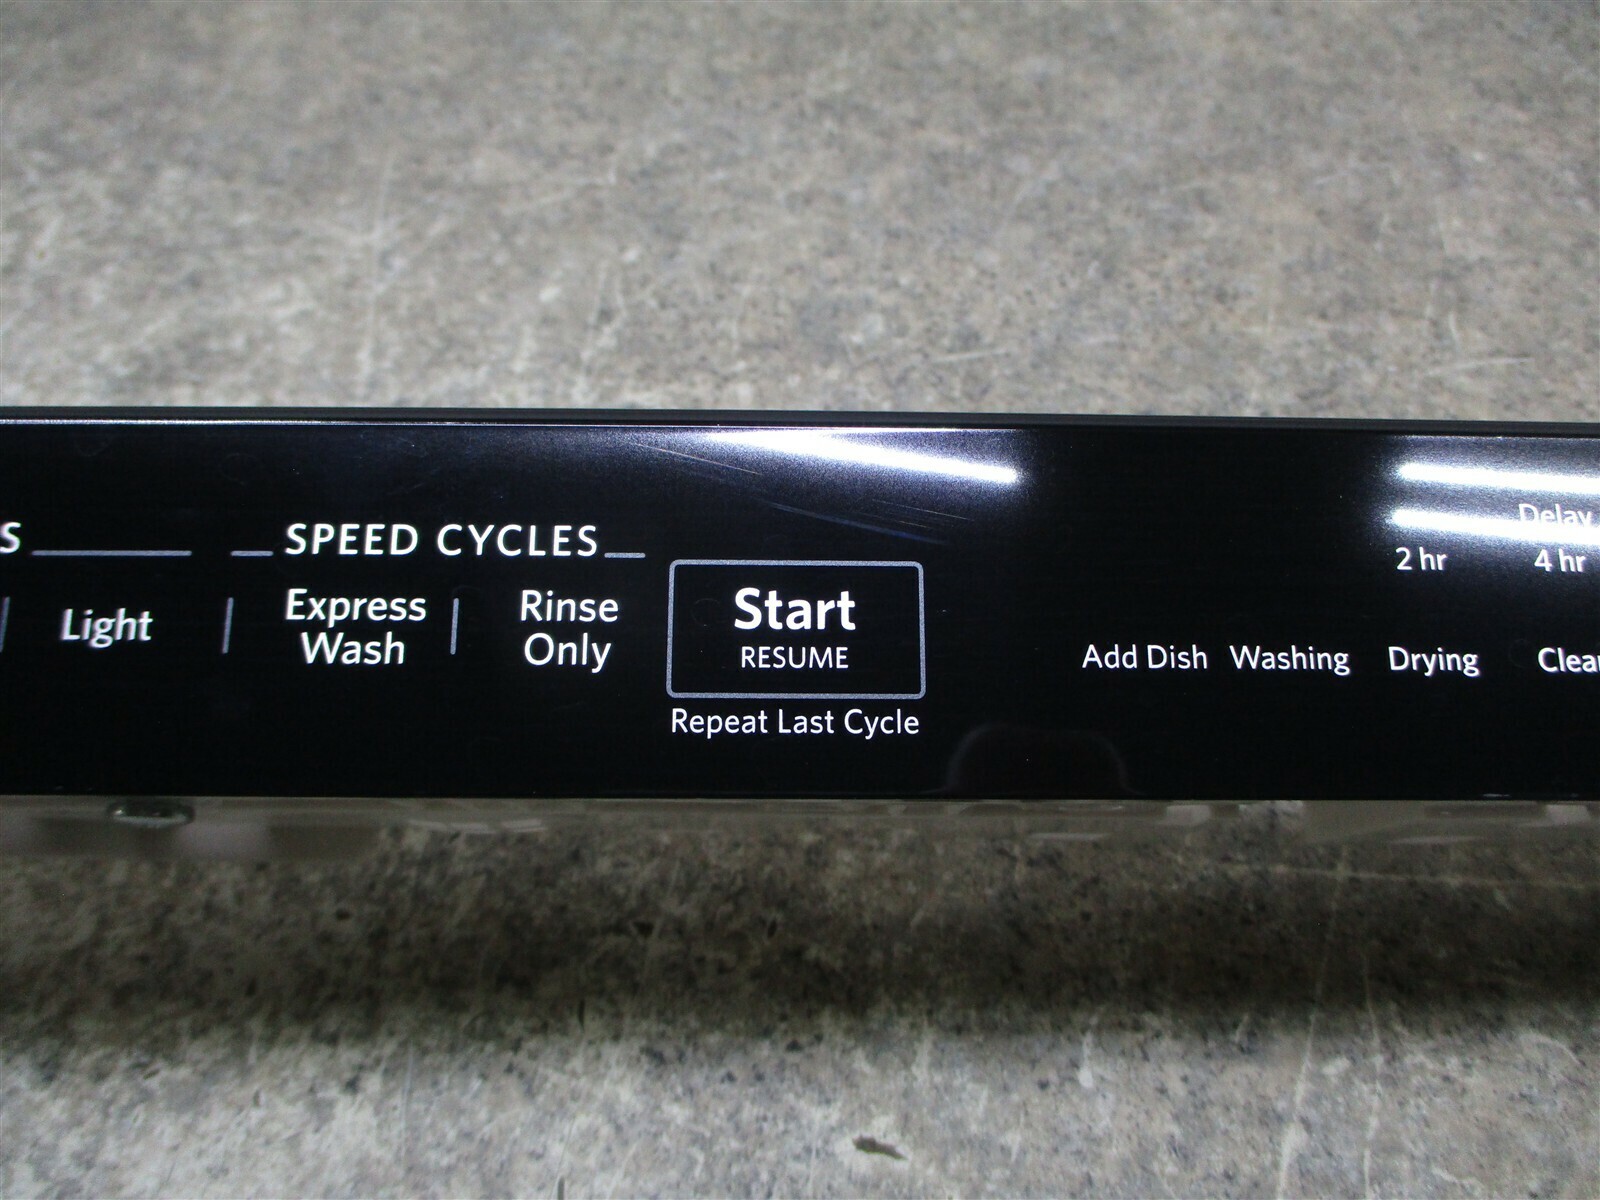 S
SPEED CYCLES
Light
Express
Wash
Rinse
Only
Start
RESUME
Repeat Last Cycle
Delay
2 hr 4 hr
Add Dish Washing Drying Clea